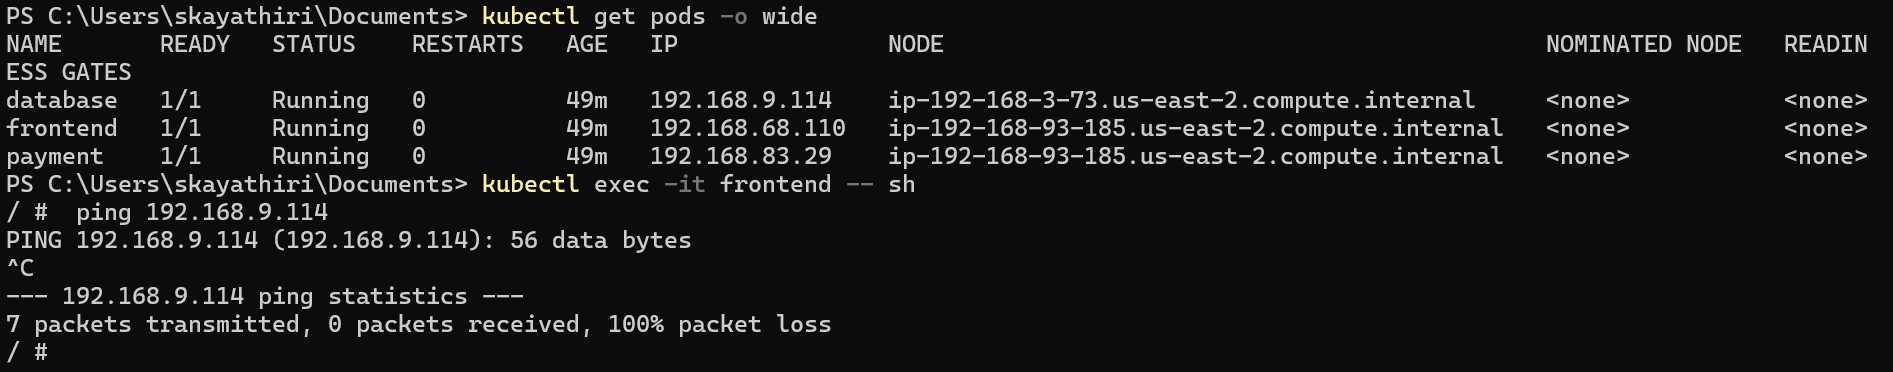 PS C:\Users\skayathiri\Documents> kubectl get pods -o wide
NAME       READY   STATUS    RESTARTS   AGE   IP               NODE                                           NOMINATED NODE   READIN
ESS GATES
database   1/1     Running   0          49m   192.168.9.114    ip-192-168-3-73.us-east-2.compute.internal     <none>           <none>
frontend   1/1     Running   0          49m   192.168.68.110   ip-192-168-93-185.us-east-2.compute.internal   <none>           <none>
payment    1/1     Running   0          49m   192.168.83.29    ip-192-168-93-185.us-east-2.compute.internal   <none>           <none>
PS C:\Users\skayathiri\Documents> kubectl exec -it frontend -- sh
/ #  ping 192.168.9.114
PING 192.168.9.114 (192.168.9.114): 56 data bytes
^C
--- 192.168.9.114 ping statistics ---
7 packets transmitted, 0 packets received, 100% packet loss
/ #